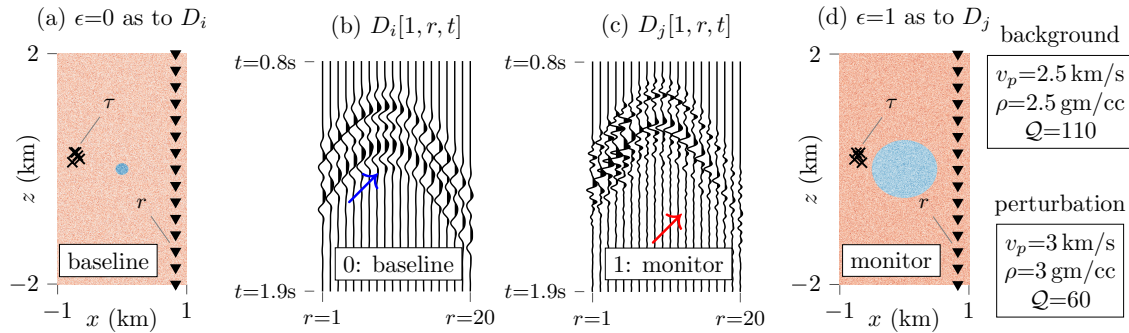 (a) ϵ=0 as to D_i
2
τ
z (km)
r
baseline
−2
−1
1
x (km)
(b) D_i[1, r, t]
t=0.8s
0: baseline
t=1.9s
r=1
r=20
(c) D_j[1, r, t]
t=0.8s
1: monitor
t=1.9s
r=1
r=20
(d) ϵ=1 as to D_j
2
τ
z (km)
r
monitor
−2
−1
1
x (km)
background
v_p=2.5 km/s
ρ=2.5 gm/cc
𝒬=110
perturbation
v_p=3 km/s
ρ=3 gm/cc
𝒬=60